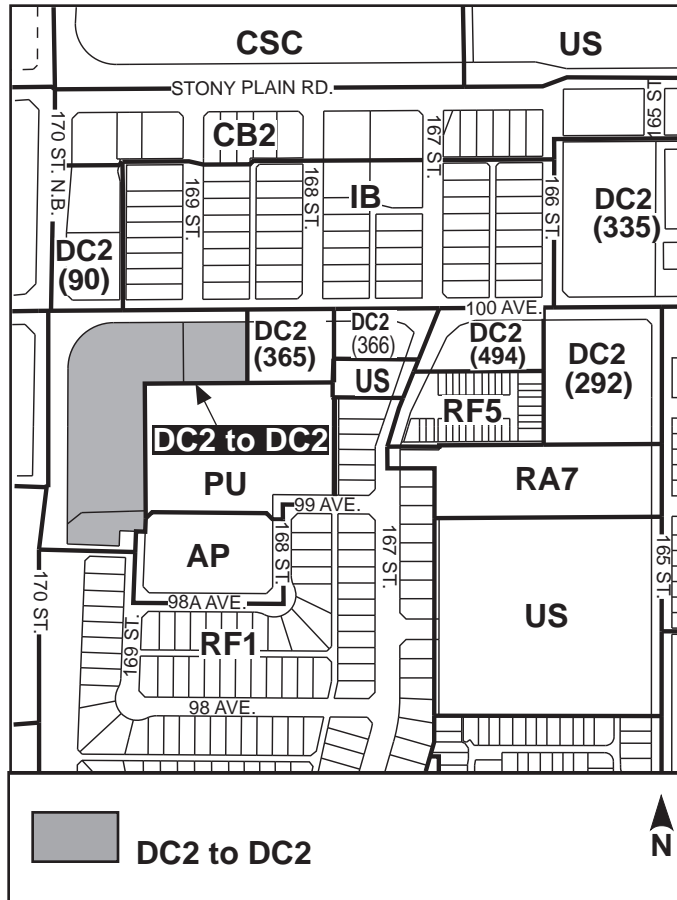 CSC
US
STONY PLAIN RD.
170 ST. N.B.
CB2
167 ST.
165 ST
169 ST.
168 ST.
IB
166 ST.
DC2
(335)
DC2
(90)
100 AVE.
DC2
(365)
DC2
(366)
DC2
(494)
DC2
(292)
US
RF5
DC2 to DC2
PU
RA7
99 AVE.
AP
168 ST.
167 ST.
165 ST.
170 ST.
98A AVE.
169 ST.
RF1
US
98 AVE.
DC2 to DC2
N